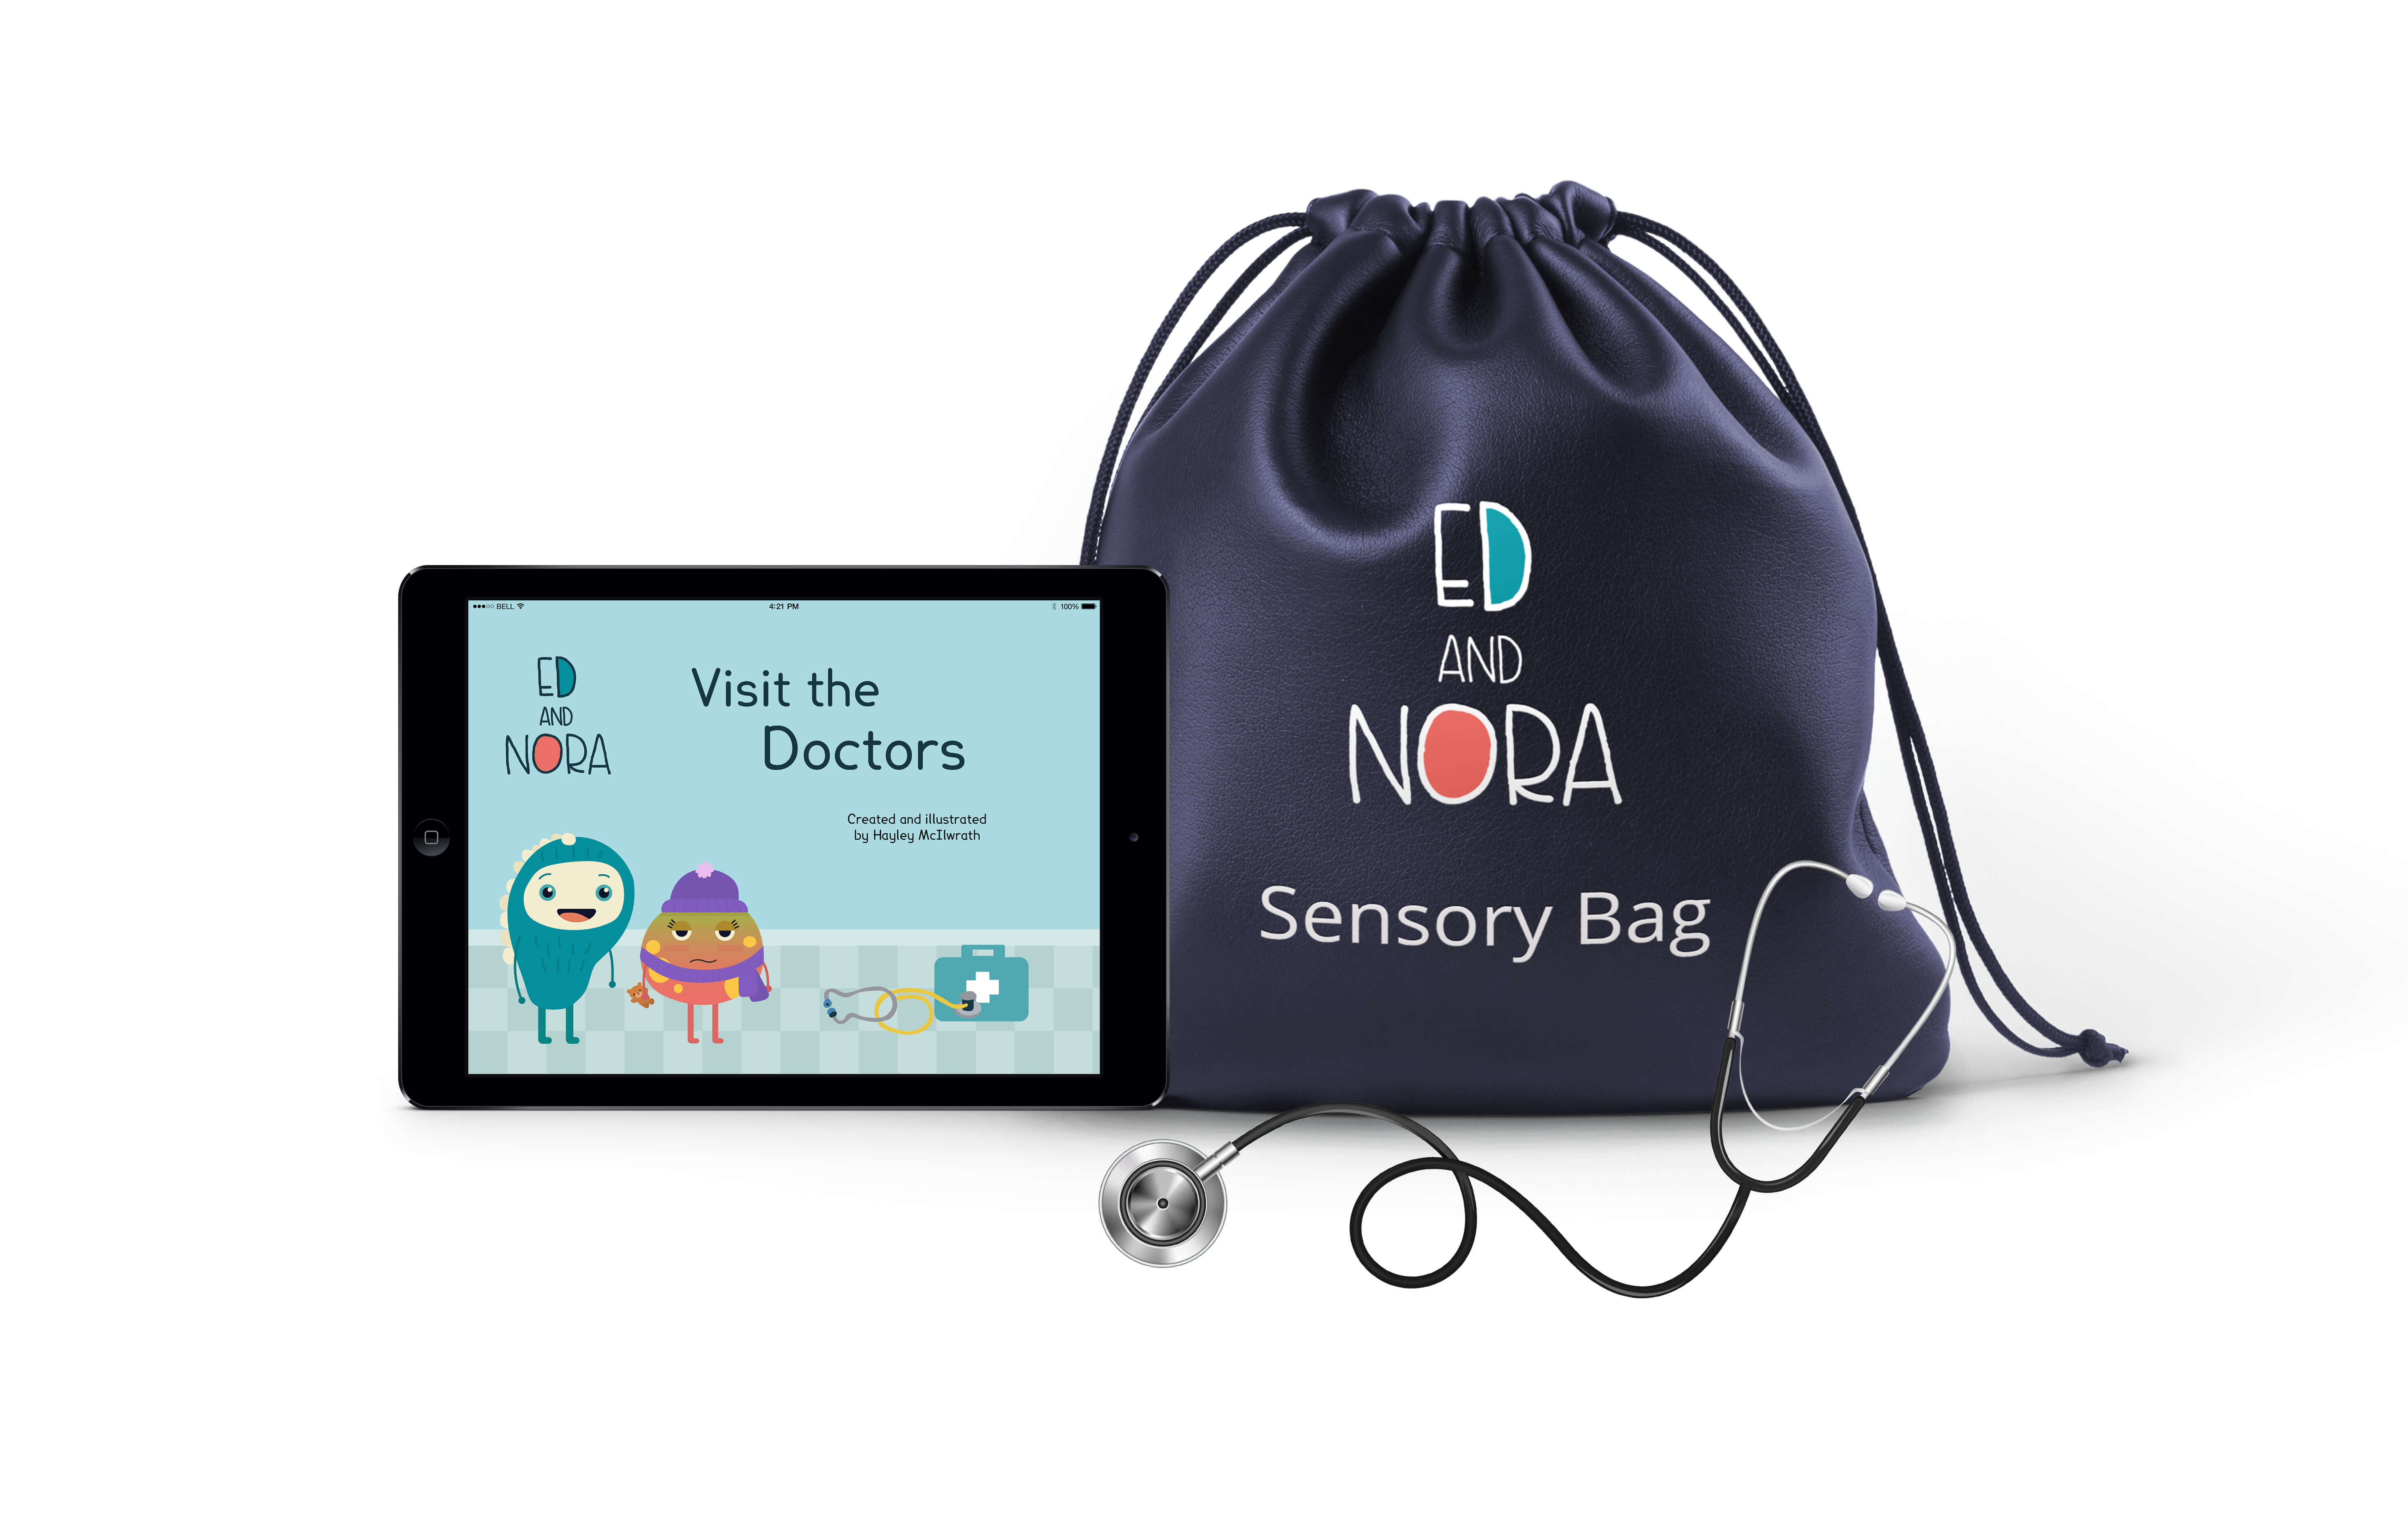 BELL
4:21 PM
100%
ED
AND
NORA
Visit the
Doctors
Created and illustrated
by Hayley McIlwrath
ED
AND
NORA
Sensory Bag